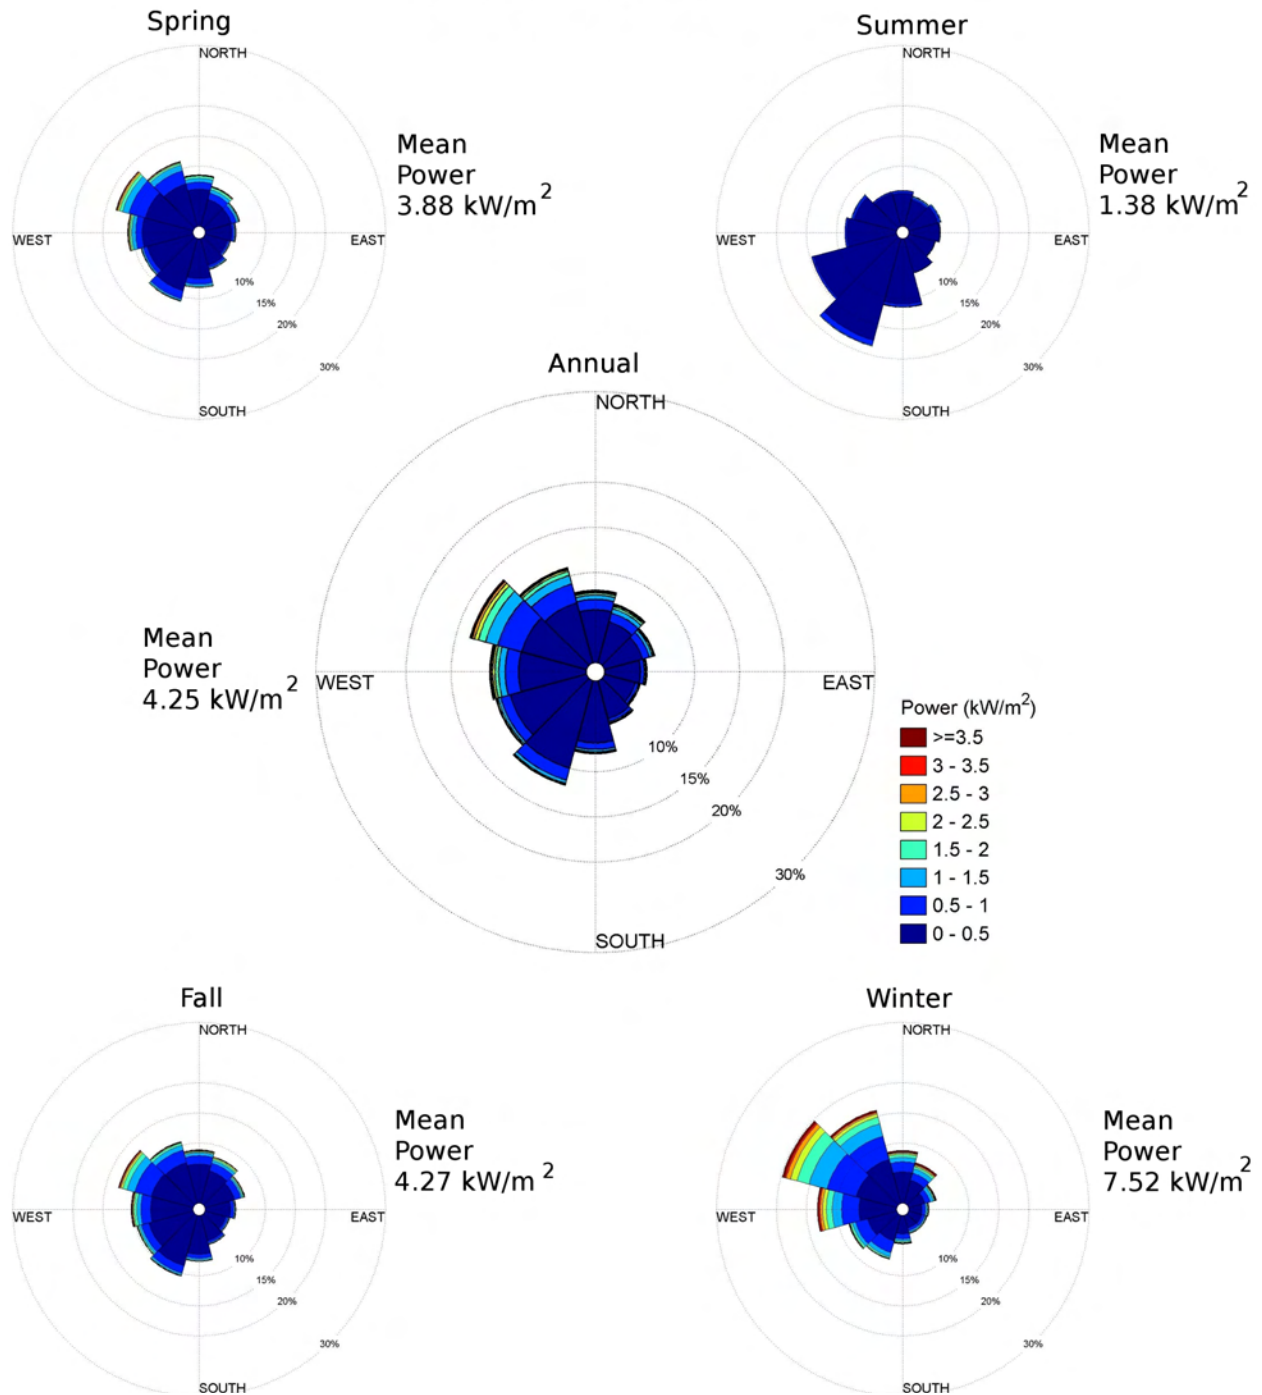 Spring
NORTH
WEST
EAST
SOUTH
10%
15%
20%
30%
Mean
Power
3.88 kW/m2
Summer
NORTH
WEST
EAST
SOUTH
10%
15%
20%
30%
Mean
Power
1.38 kW/m2
Annual
NORTH
WEST
EAST
SOUTH
10%
15%
20%
30%
Mean
Power
4.25 kW/m2
Power (kW/m2)
>=3.5
3 - 3.5
2.5 - 3
2 - 2.5
1.5 - 2
1 - 1.5
0.5 - 1
0 - 0.5
Fall
NORTH
WEST
EAST
SOUTH
10%
15%
20%
30%
Mean
Power
4.27 kW/m2
Winter
NORTH
WEST
EAST
SOUTH
10%
15%
20%
30%
Mean
Power
7.52 kW/m2